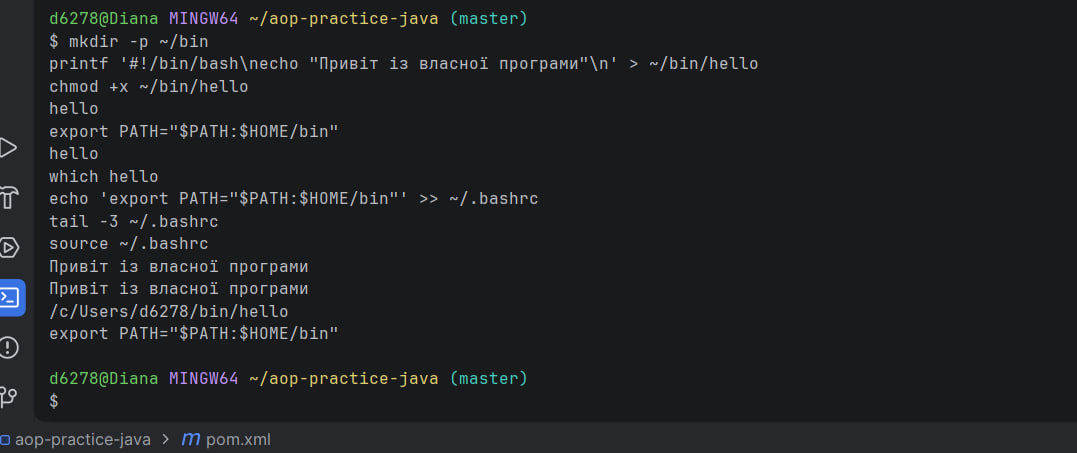 d6278@Diana MINGW64 ~/aop-practice-java (master)
$ mkdir -p ~/bin
printf '#!/bin/bash\necho "Привіт із власної програми"\n' > ~/bin/hello
chmod +x ~/bin/hello
hello
export PATH="$PATH:$HOME/bin"
hello
which hello
echo 'export PATH="$PATH:$HOME/bin"' >> ~/.bashrc
tail -3 ~/.bashrc
source ~/.bashrc
Привіт із власної програми
Привіт із власної програми
/c/Users/d6278/bin/hello
export PATH="$PATH:$HOME/bin"
d6278@Diana MINGW64 ~/aop-practice-java (master)
$
aop-practice-java > m pom.xml